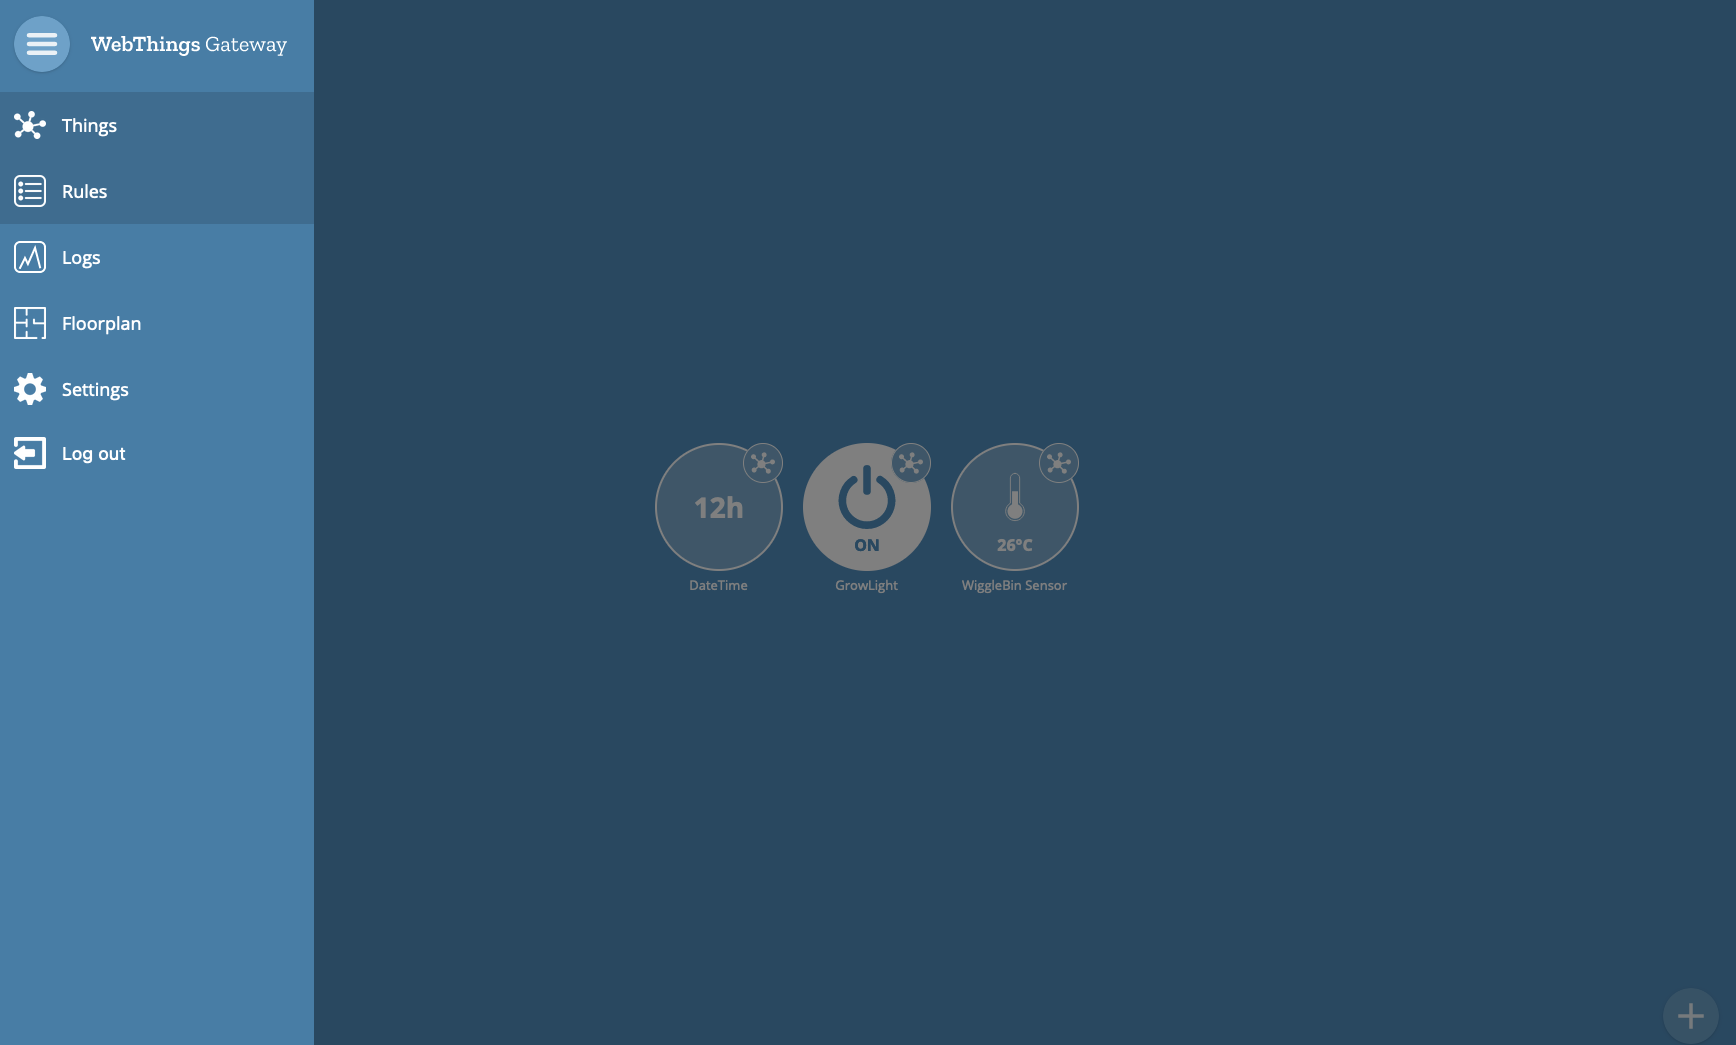 WebThings Gateway
Things
Rules
Logs
Floorplan
Settings
Log out
12h
ON
26°C
DateTime
GrowLight
WiggleBin Sensor